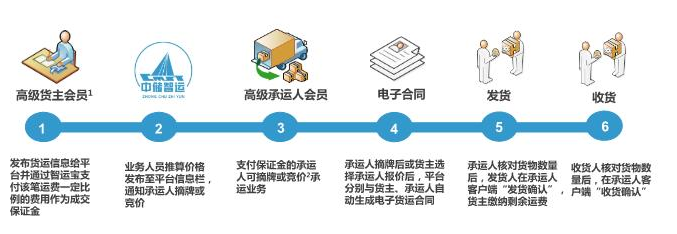 中储智运
ZHONG CHU ZHI YUN
高级货主会员1
高级承运人会员
电子合同
发货
收货
1
2
3
4
5
6
发布货运信息给平
台并通过智运宝支
付该笔运费一定比
例的费用作为成交
保证金
业务人员推算价格
发布至平台信息栏，
通知承运人摘牌或
竞价
支付保证金的承运
人可摘牌或竞价2承
运业务
承运人摘牌后或货主选
择承运人报价后，平台
分别与货主、承运人自
动生成电子货运合同
承运人核对货物数量
后，发货人在承运人
客户端“发货确认”，
货主缴纳剩余运费
收货人核对货物数
量后，在承运人客
户端“收货确认”